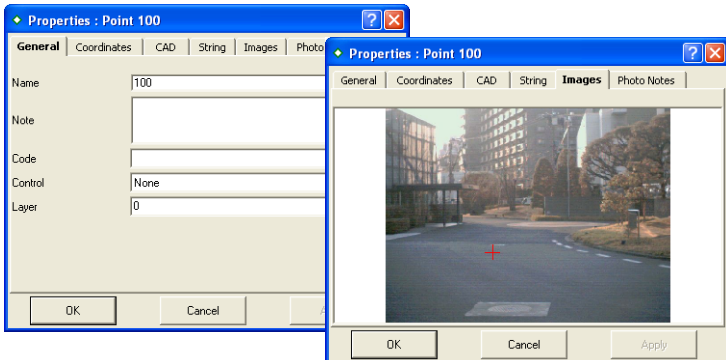 Properties : Point 100
General Coordinates CAD String Images Photo
Name 100
Note
Code
Control None
Layer 0
OK Cancel
Properties : Point 100
General Coordinates CAD String Images Photo Notes
OK Cancel Apply